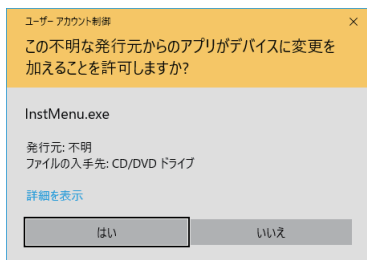 ユーザー アカウント制御
×
この不明な発行元からのアプリがデバイスに変更を
加えることを許可しますか?
InstMenu.exe
発行元: 不明
ファイルの入手先: CD/DVD ドライブ
詳細を表示
はい
いいえ